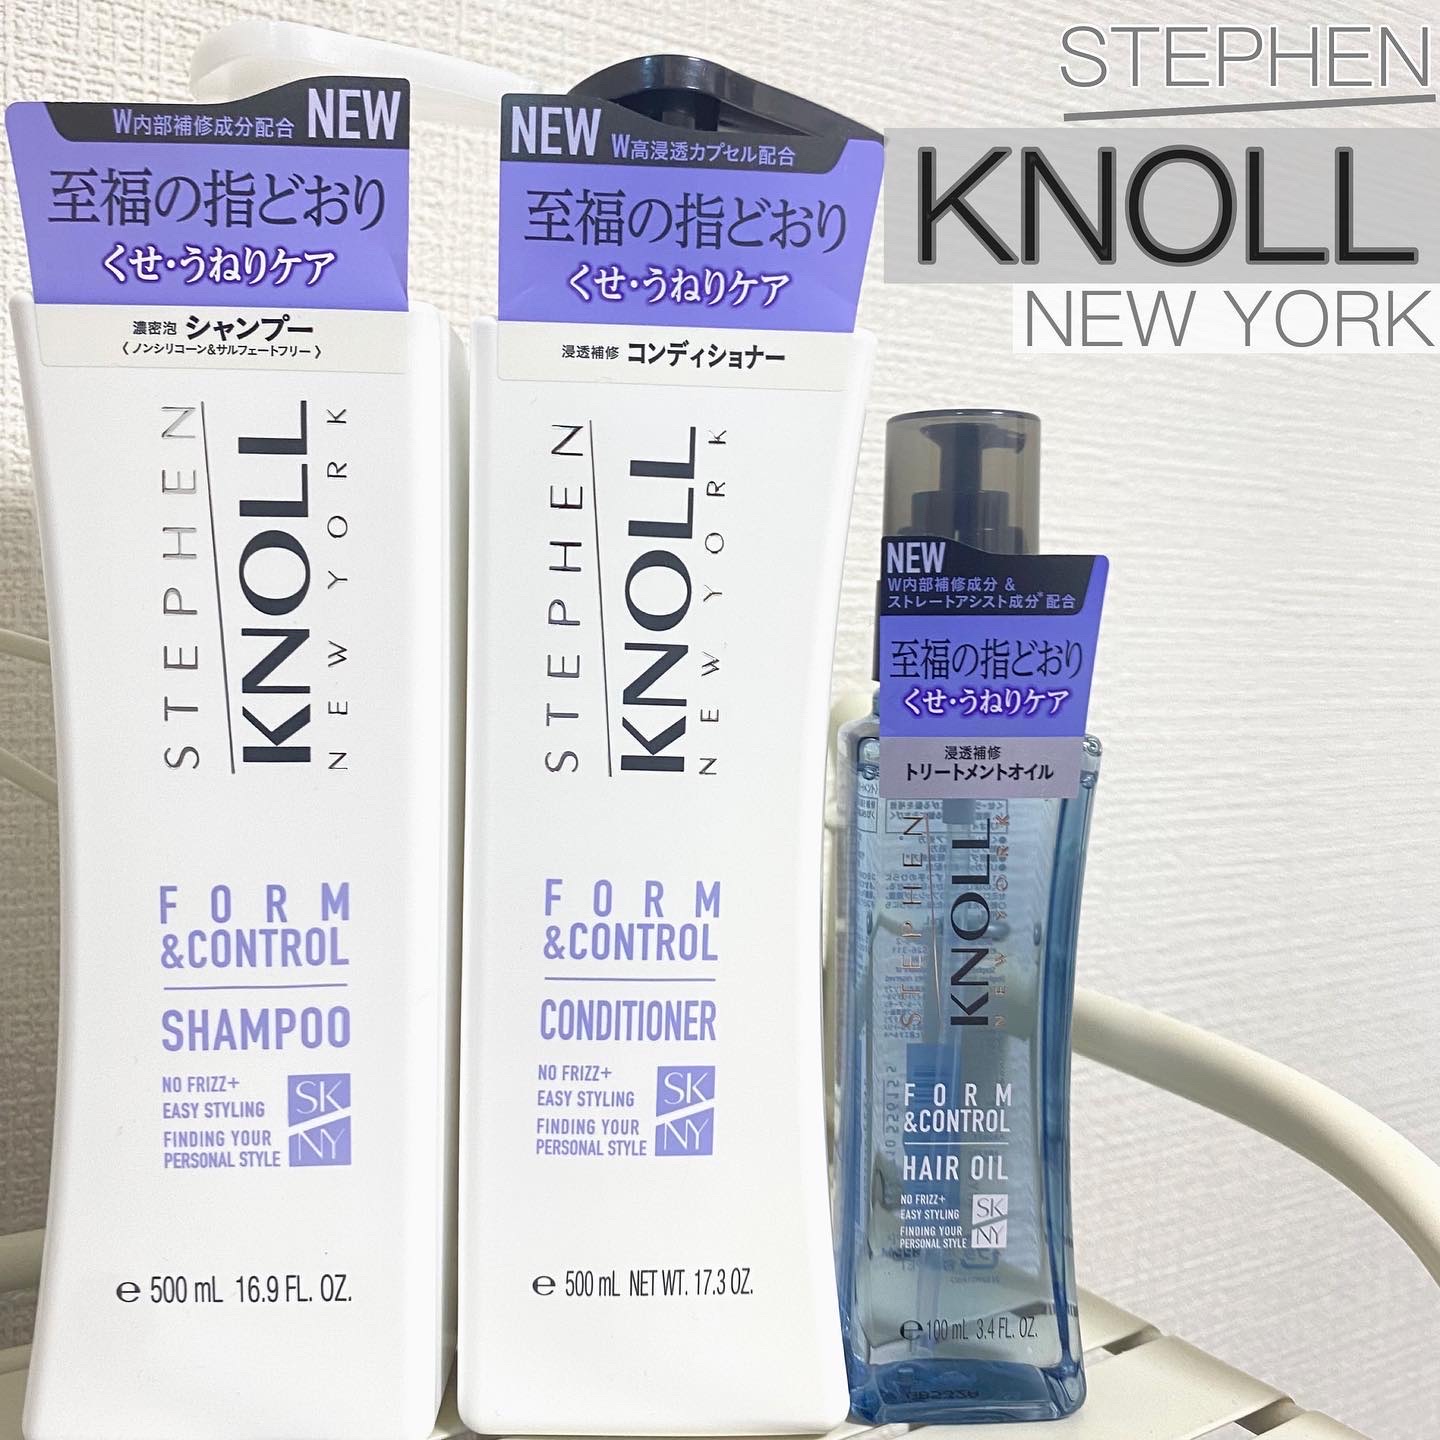 STEPHEN
KNOLL
NEW YORK
W内部補修成分配合 NEW
至福の指どおり
くせ・うねりケア
濃密泡 シャンプー
〈ノンシリコーン&サルフェートフリー〉
STEPHEN
KNOLL
NEW YORK
FORM
&CONTROL
SHAMPOO
NO FRIZZ+
EASY STYLING
FINDING YOUR
PERSONAL STYLE
SK
NY
℮ 500 mL 16.9 FL. OZ.
NEW W高浸透カプセル配合
至福の指どおり
くせ・うねりケア
浸透補修 コンディショナー
STEPHEN
KNOLL
NEW YORK
FORM
&CONTROL
CONDITIONER
NO FRIZZ+
EASY STYLING
FINDING YOUR
PERSONAL STYLE
SK
NY
℮ 500 mL NET WT. 17.3 OZ.
NEW
W内部補修成分 &
ストレートアシスト成分*配合
至福の指どおり
くせ・うねりケア
浸透補修
トリートメントオイル
STEPHEN
KNOLL
NEW YORK
FORM
&CONTROL
HAIR OIL
NO FRIZZ+
EASY STYLING
FINDING YOUR
PERSONAL STYLE
SK
NY
℮ 100 mL 3.4 FL. OZ.